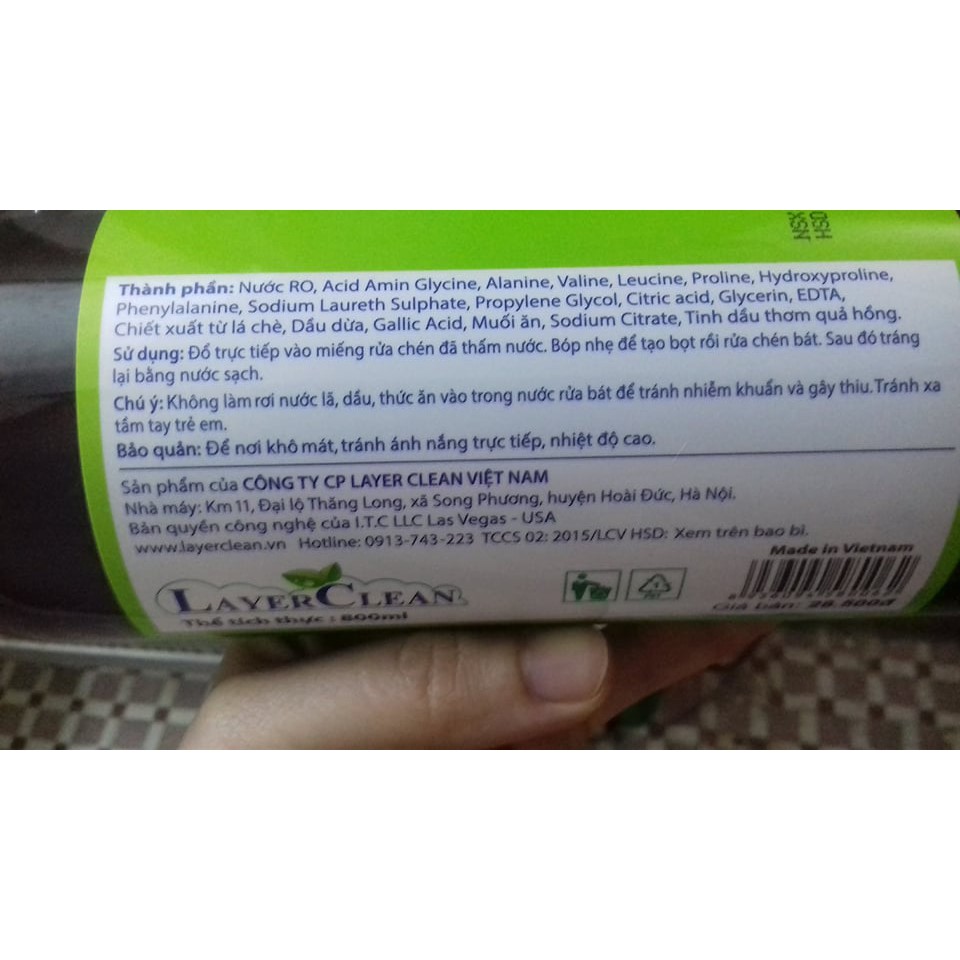 NSX
HSD
Thành phần: Nước RO, Acid Amin Glycine, Alanine, Valine, Leucine, Proline, Hydroxyproline,
Phenylalanine, Sodium Laureth Sulphate, Propylene Glycol, Citric acid, Glycerin, EDTA,
Chiết xuất từ lá chè, Dầu dừa, Gallic Acid, Muối ăn, Sodium Citrate, Tinh dầu thơm quả hồng.
Sử dụng: Đổ trực tiếp vào miếng rửa chén đã thấm nước. Bóp nhẹ để tạo bọt rồi rửa chén bát. Sau đó tráng
lại bằng nước sạch.
Chú ý: Không làm rơi nước lã, dầu, thức ăn vào trong nước rửa bát để tránh nhiễm khuẩn và gây thiu. Tránh xa
tầm tay trẻ em.
Bảo quản: Để nơi khô mát, tránh ánh nắng trực tiếp, nhiệt độ cao.
Sản phẩm của CÔNG TY CP LAYER CLEAN VIỆT NAM
Nhà máy: Km 11, Đại lộ Thăng Long, xã Song Phương, huyện Hoài Đức, Hà Nội.
Bản quyền công nghệ của I.T.C LLC Las Vegas - USA
www.layerclean.vn Hotline: 0913-743-223 TCCS 02: 2015/LCV HSD: Xem trên bao bì.
Made in Vietnam
LAYERCLEAN
Thể tích thực : 800ml
Giá bán: 28.500đ